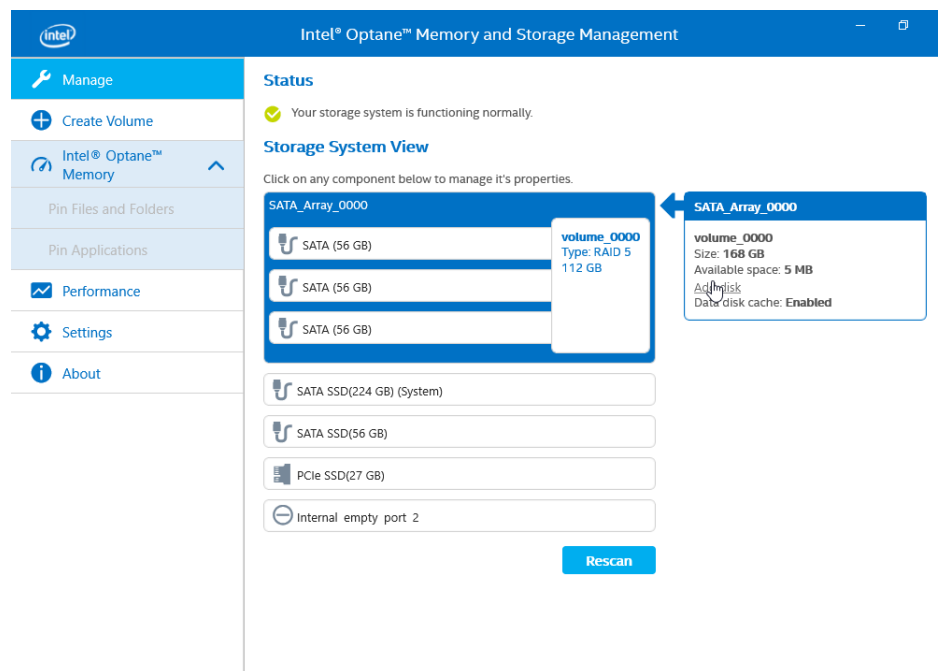 intel
Intel® Optane™ Memory and Storage Management
Manage
Create Volume
Intel® Optane™
Memory
Pin Files and Folders
Pin Applications
Performance
Settings
About
Status
Your storage system is functioning normally.
Storage System View
Click on any component below to manage it's properties.
SATA_Array_0000
SATA (56 GB)
SATA (56 GB)
SATA (56 GB)
volume_0000
Type: RAID 5
112 GB
SATA SSD(224 GB) (System)
SATA SSD(56 GB)
PCIe SSD(27 GB)
Internal empty port 2
Rescan
SATA_Array_0000
volume_0000
Size: 168 GB
Available space: 5 MB
Add disk
Data disk cache: Enabled